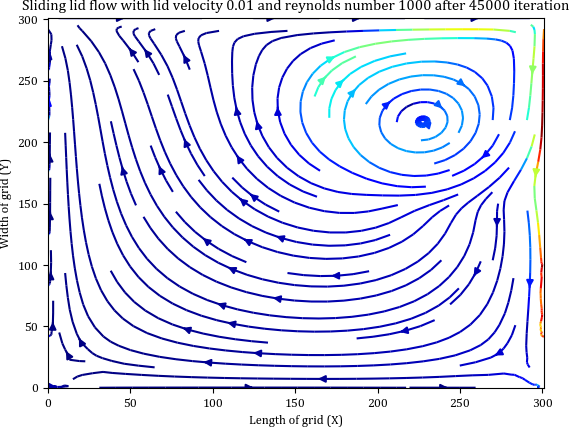 Sliding lid flow with lid velocity 0.01 and reynolds number 1000 after 45000 iteration
300
250
200
150
100
50
0
Width of grid (Y)
0 50 100 150 200 250 300
Length of grid (X)